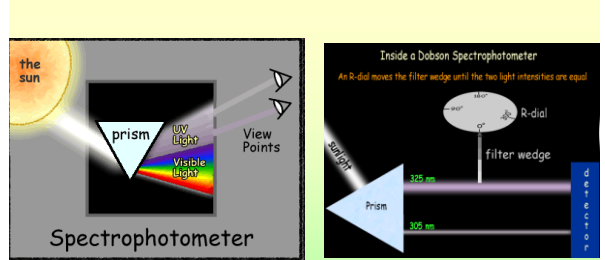 the
sun
prism
UV
Light
Visible
Light
View
Points
Spectrophotometer
Inside a Dobson Spectrophotometer
An R-dial moves the filter wedge until the two light intensities are equal
180°
90°
0°
R-dial
sunlight
filter wedge
325 nm
Prism
305 nm
detector